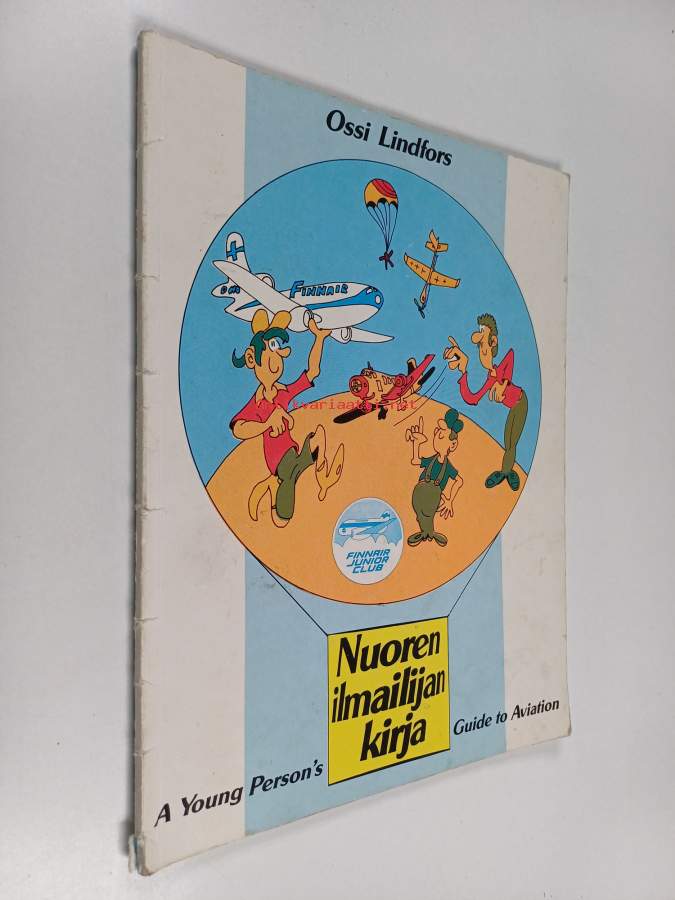 Ossi Lindfors
FINNAIR
FINNAIR
JUNIOR
CLUB
Nuoren
ilmailijan
kirja
A Young Person's
Guide to Aviation